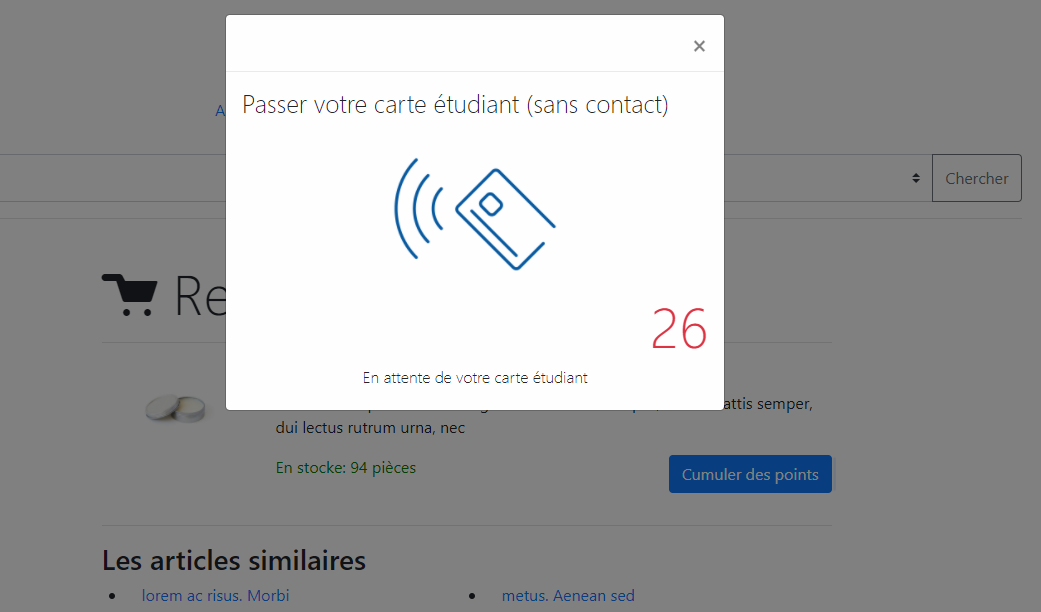 ×
A
Passer votre carte étudiant (sans contact)
Chercher
Re
26
En attente de votre carte étudiant
attis semper,
dui lectus rutrum urna, nec
En stocke: 94 pièces
Cumuler des points
Les articles similaires
lorem ac risus. Morbi
metus. Aenean sed